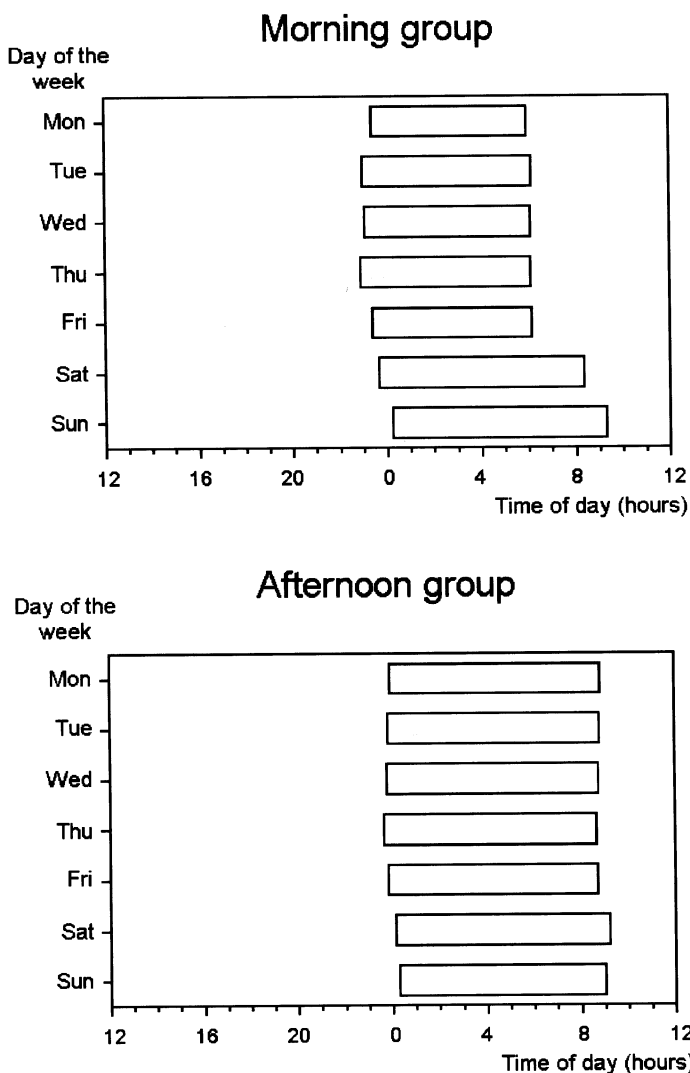 Morning group
Day of the
week
Mon
Tue
Wed
Thu
Fri
Sat
Sun
12 16 20 0 4 8 12
Time of day (hours)
Afternoon group
Day of the
week
Mon
Tue
Wed
Thu
Fri
Sat
Sun
12 16 20 0 4 8 12
Time of day (hours)